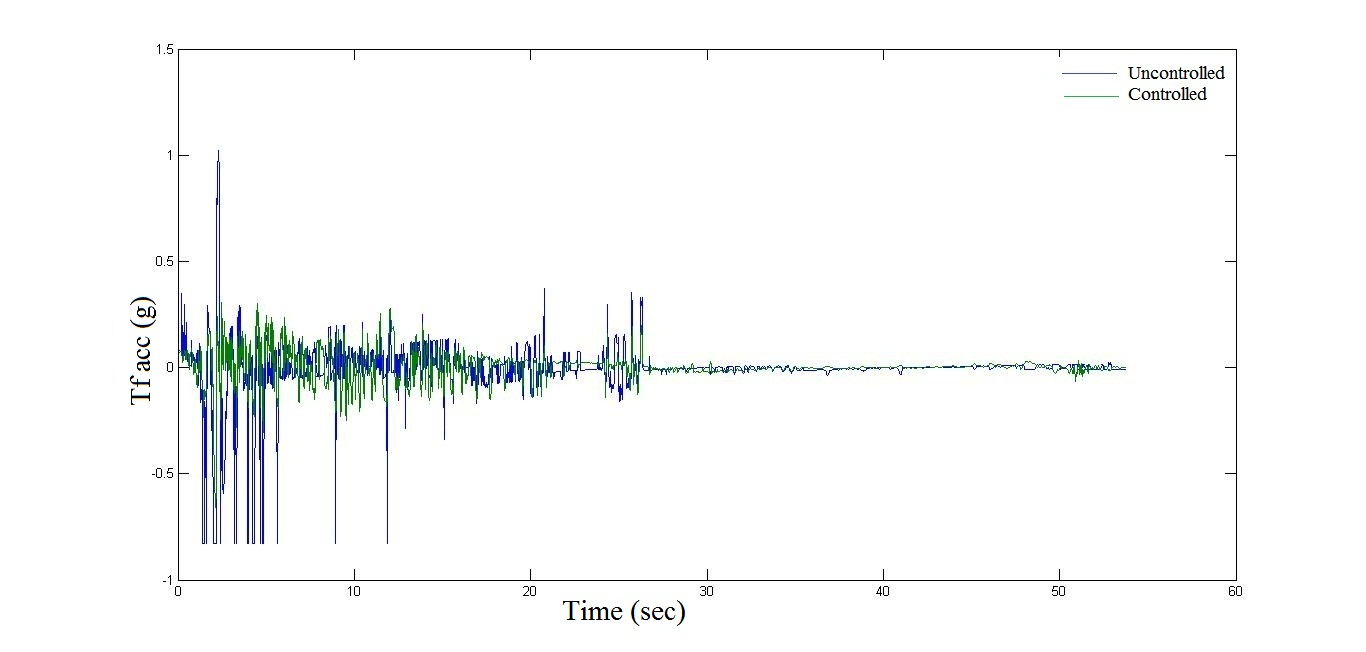 1.5
Uncontrolled
Controlled
1
0.5
Tf acc (g)
0
-0.5
-1
0 10 20 30 40 50 60
Time (sec)